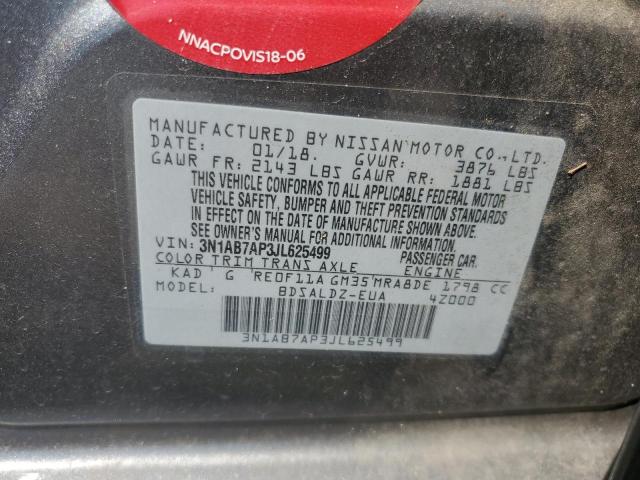 NNACPOVIS18-06
MANUFACTURED BY NISSAN MOTOR CO., LTD.
DATE: 01/18. GVWR: 3876 LBS
GAWR FR: 2143 LBS GAWR RR: 1881 LBS
THIS VEHICLE CONFORMS TO ALL APPLICABLE FEDERAL MOTOR
VEHICLE SAFETY, BUMPER AND THEFT PREVENTION STANDARDS
IN EFFECT ON THE DATE OF MANUFACTURE SHOWN ABOVE.
SEE OWNER'S MANUAL FOR ADDITIONAL INFORMATION.
VIN: 3N1AB7AP3JL625499 PASSENGER CAR.
COLOR TRIM TRANS AXLE ENGINE
KAD G RE0F11A GM35 MRA8DE 1798 CC
MODEL: BDSALDZ-EUA 4Z000
3N1AB7AP3JL625499